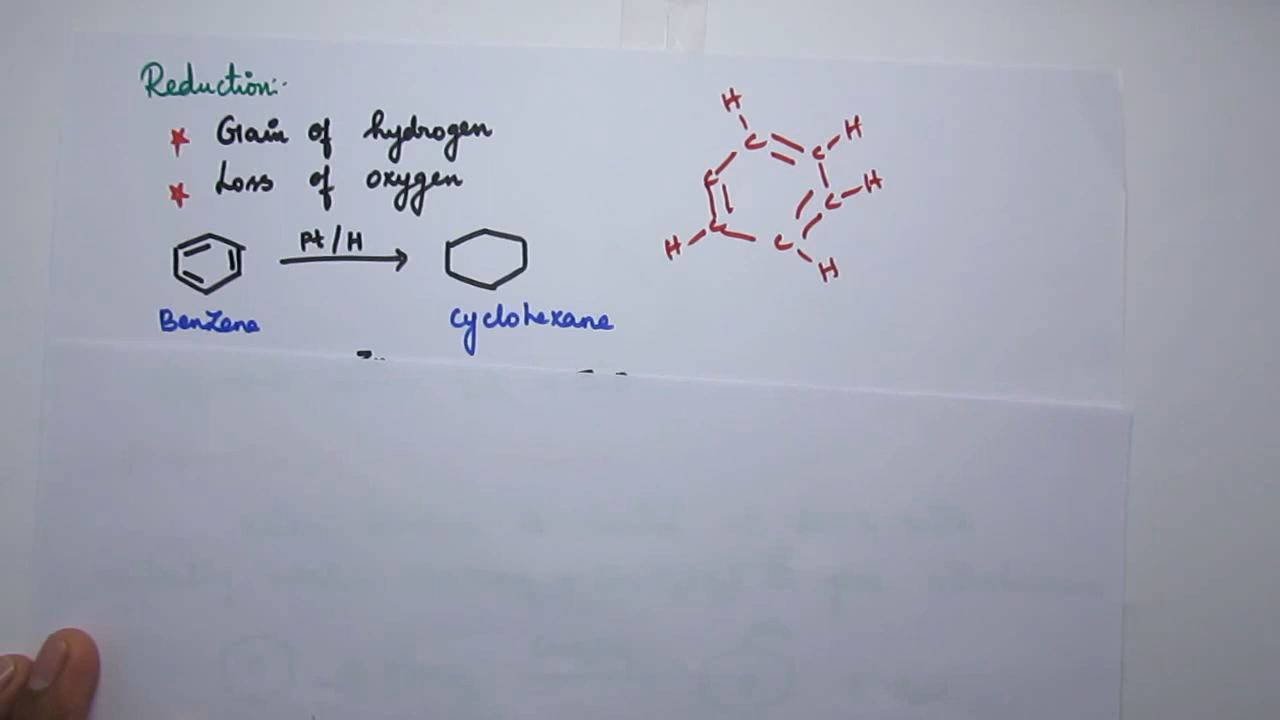 Reduction:-
★ Gain of hydrogen
★ Loss of oxygen
Pt/H
Benzene
cyclohexane
H
C
C
H
C
C
H
H
C
C
H